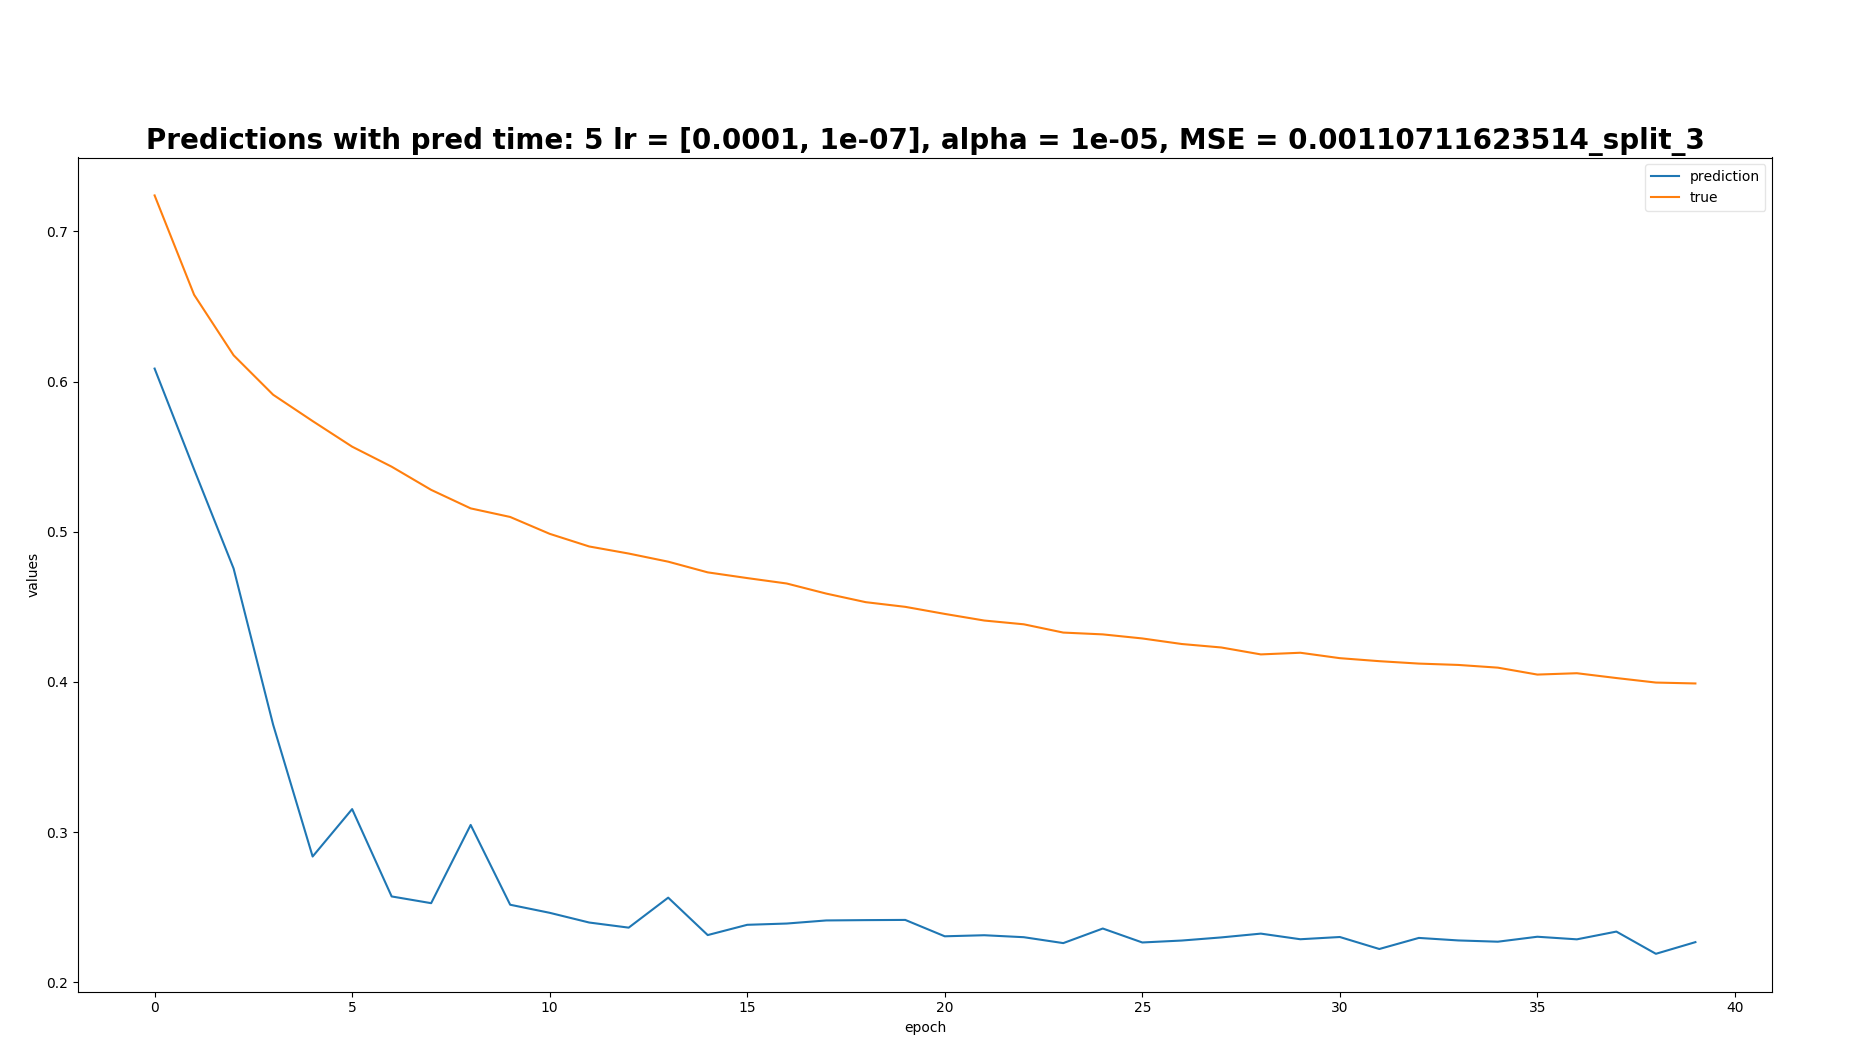 Predictions with pred time: 5 lr = [0.0001, 1e-07], alpha = 1e-05, MSE = 0.00110711623514_split_3
prediction
true
0.7
0.6
0.5
0.4
0.3
0.2
values
0 5 10 15 20 25 30 35 40
epoch